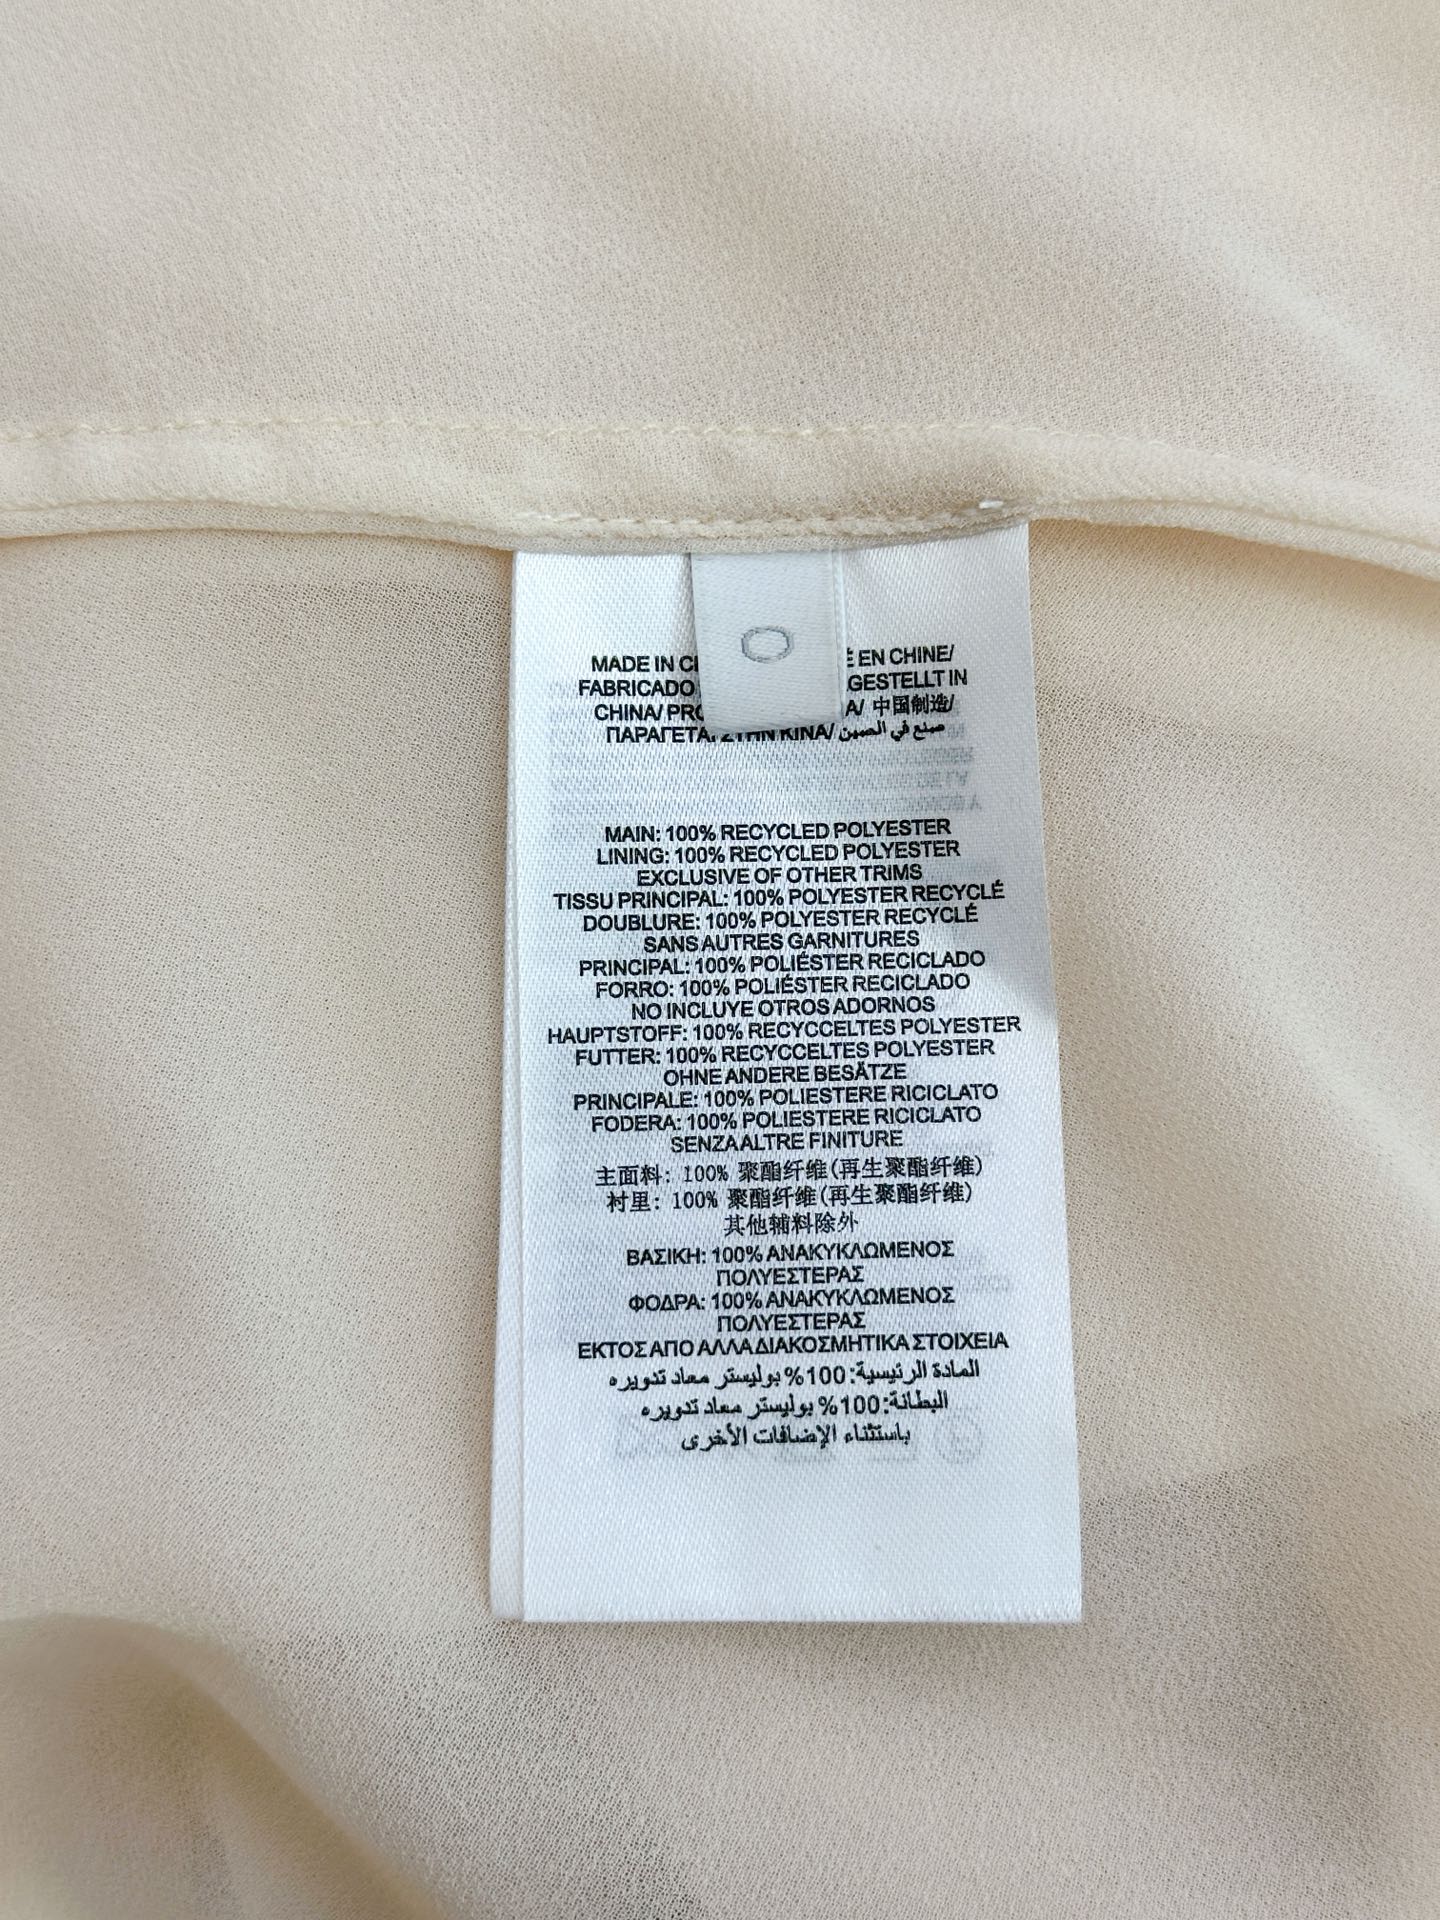 0
MADE IN É EN CHINE/
FABRICADO GESTELLT IN
CHINA/ 中国制造/
ΠΑΡΑΓΕΤΑΙ ΣΤΗΝ ΚΙΝΑ/ صنع في الصين
MAIN: 100% RECYCLED POLYESTER
LINING: 100% RECYCLED POLYESTER
EXCLUSIVE OF OTHER TRIMS
TISSU PRINCIPAL: 100% POLYESTER RECYCLÉ
DOUBLURE: 100% POLYESTER RECYCLÉ
SANS AUTRES GARNITURES
PRINCIPAL: 100% POLIÉSTER RECICLADO
FORRO: 100% POLIÉSTER RECICLADO
NO INCLUYE OTROS ADORNOS
HAUPTSTOFF: 100% RECYCCELTES POLYESTER
FUTTER: 100% RECYCCELTES POLYESTER
OHNE ANDERE BESÄTZE
PRINCIPALE: 100% POLIESTERE RICICLATO
FODERA: 100% POLIESTERE RICICLATO
SENZA ALTRE FINITURE
主面料: 100% 聚酯纤维(再生聚酯纤维)
衬里: 100% 聚酯纤维(再生聚酯纤维)
其他辅料除外
ΒΑΣΙΚΗ: 100% ΑΝΑΚΥΚΛΩΜΕΝΟΣ
ΠΟΛΥΕΣΤΕΡΑΣ
ΦΟΔΡΑ: 100% ΑΝΑΚΥΚΛΩΜΕΝΟΣ
ΠΟΛΥΕΣΤΕΡΑΣ
ΕΚΤΟΣ ΑΠΟ ΑΛΛΑ ΔΙΑΚΟΣΜΗΤΙΚΑ ΣΤΟΙΧΕΙΑ
المادة الرئيسية: 100% بوليستر معاد تدويره
البطانة: 100% بوليستر معاد تدويره
باستثناء الإضافات الأخرى